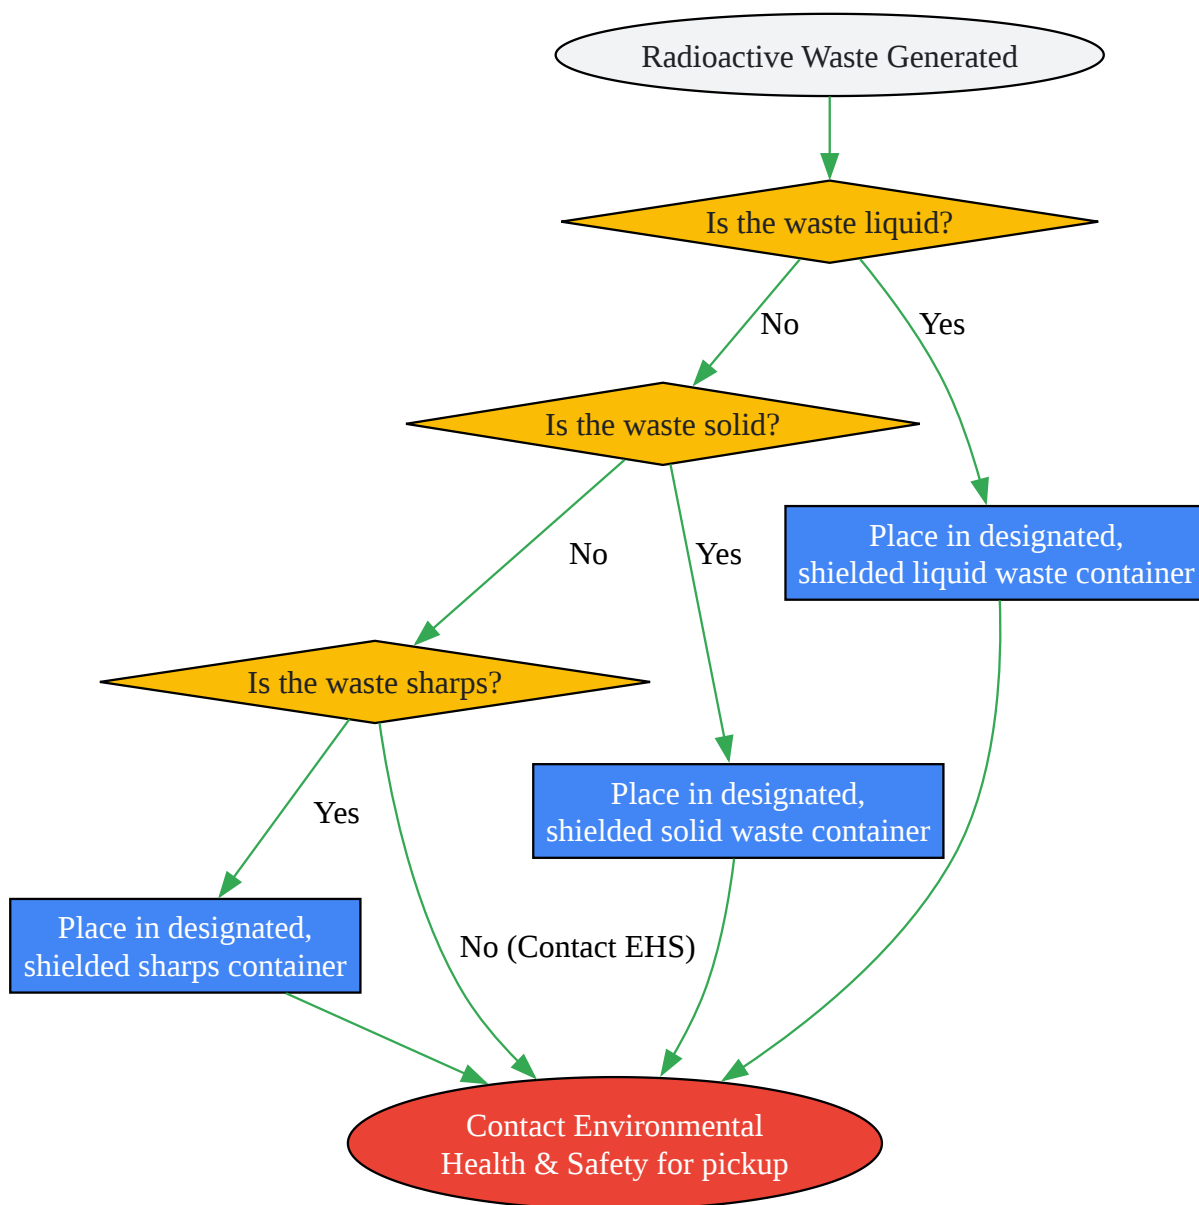 Radioactive Waste Generated
Is the waste liquid?
No
Yes
Is the waste solid?
Place in designated,
shielded liquid waste container
No
Yes
Is the waste sharps?
Place in designated,
shielded solid waste container
Yes
Place in designated,
shielded sharps container
No (Contact EHS)
Contact Environmental
Health & Safety for pickup